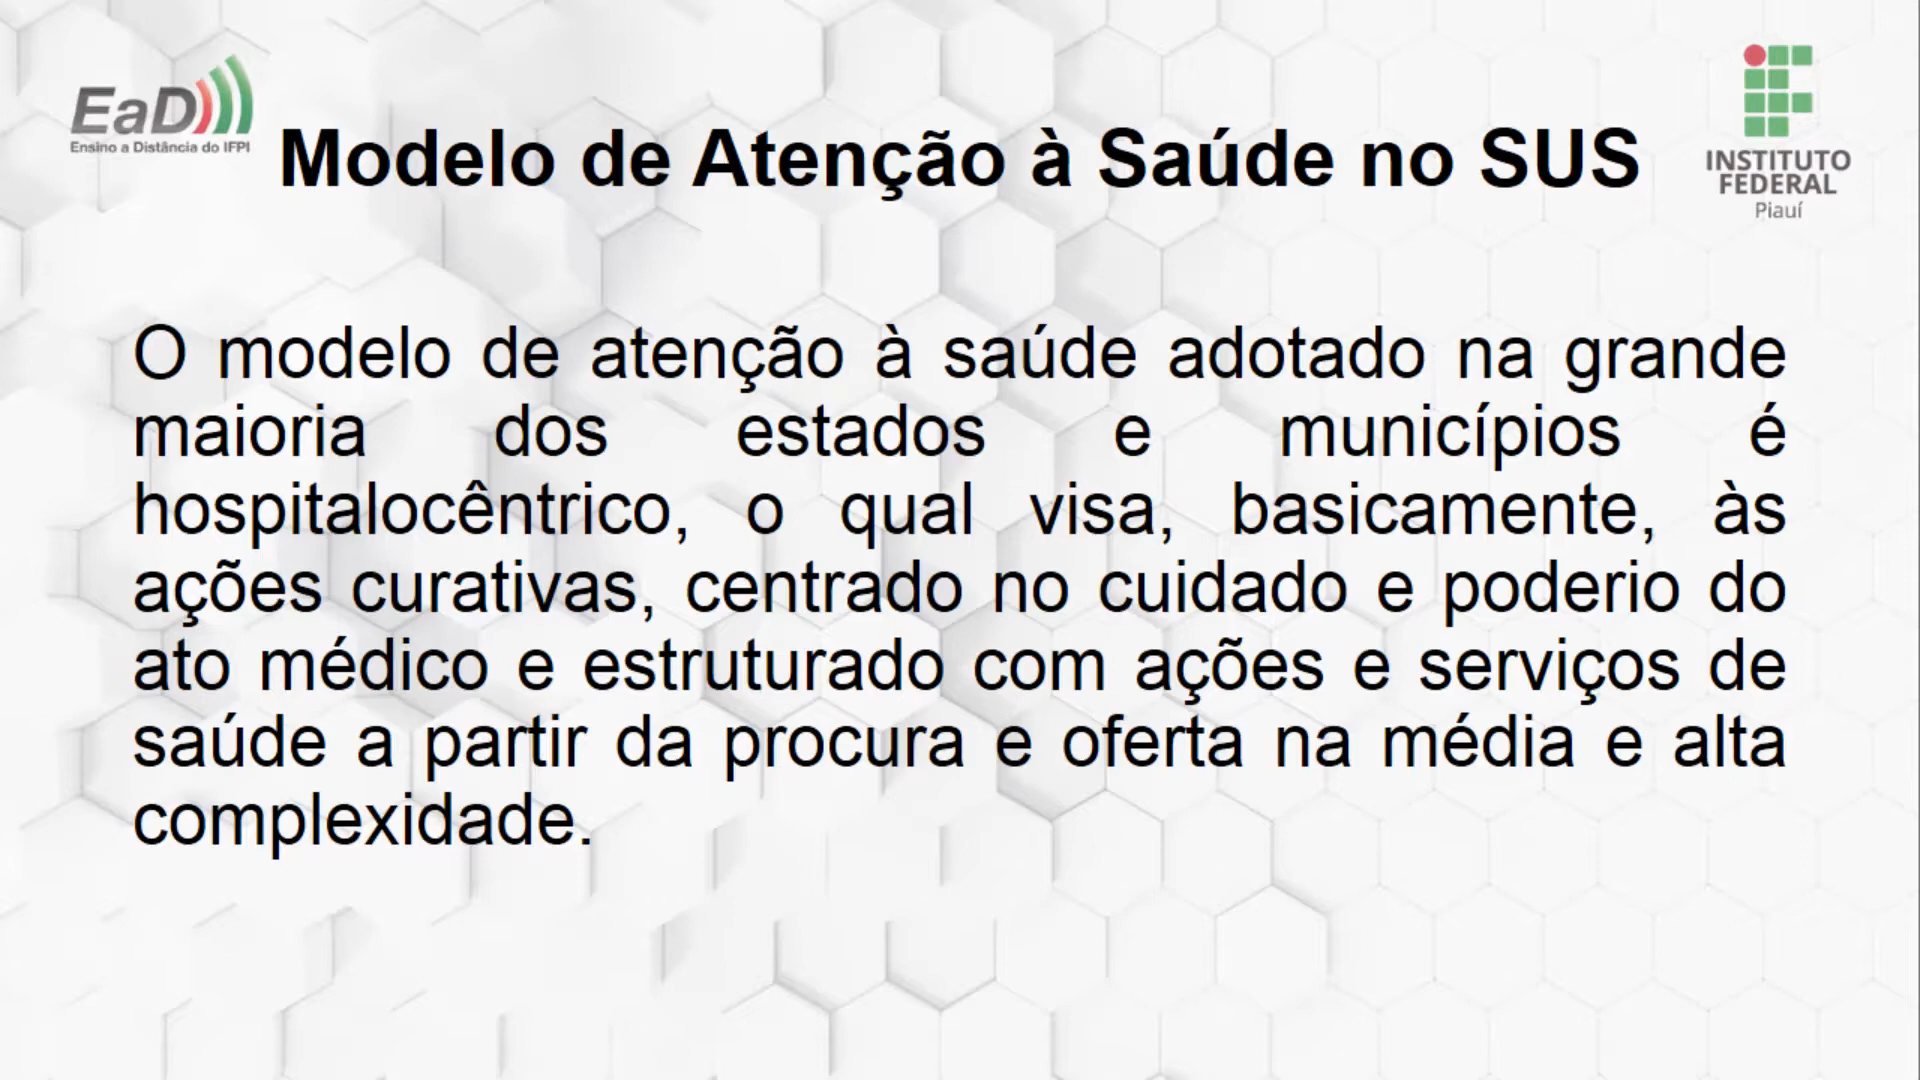 EaD
Ensino a Distância do IFPI
Modelo de Atenção à Saúde no SUS
INSTITUTO
FEDERAL
Piauí
O modelo de atenção à saúde adotado na grande
maioria dos estados e municípios é
hospitalocêntrico, o qual visa, basicamente, às
ações curativas, centrado no cuidado e poderio do
ato médico e estruturado com ações e serviços de
saúde a partir da procura e oferta na média e alta
complexidade.